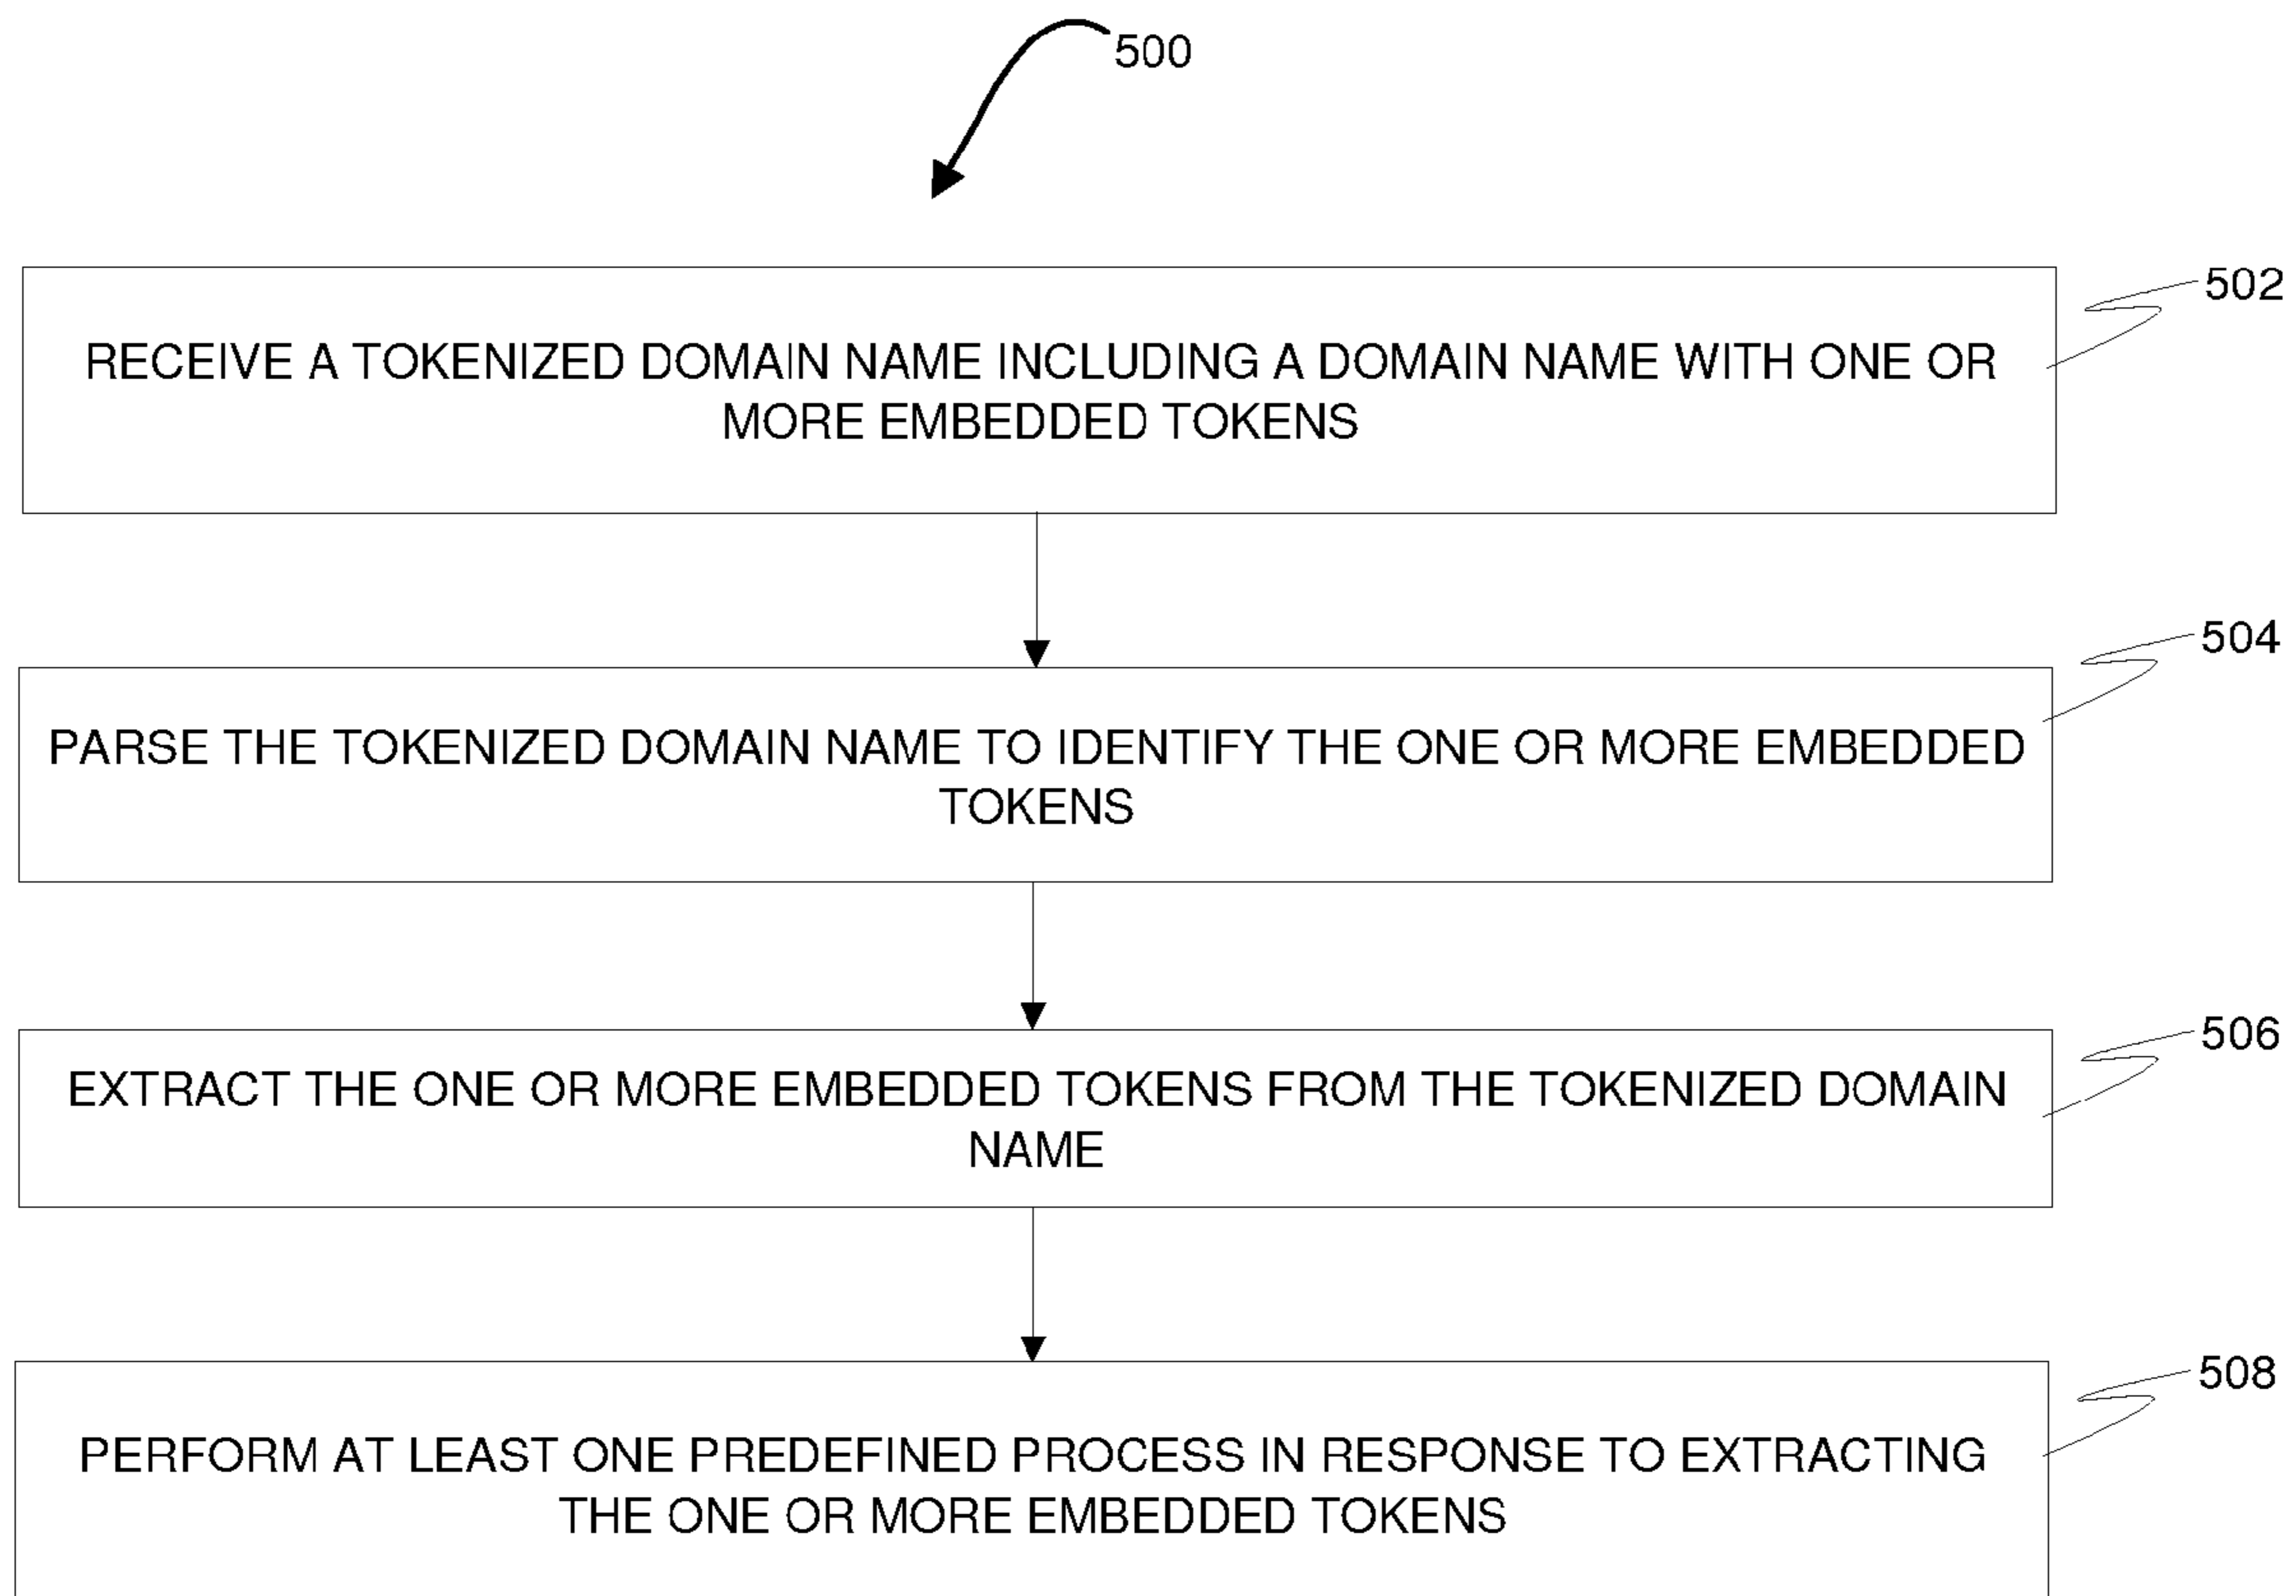 500
RECEIVE A TOKENIZED DOMAIN NAME INCLUDING A DOMAIN NAME WITH ONE OR
MORE EMBEDDED TOKENS
502
PARSE THE TOKENIZED DOMAIN NAME TO IDENTIFY THE ONE OR MORE EMBEDDED
TOKENS
504
EXTRACT THE ONE OR MORE EMBEDDED TOKENS FROM THE TOKENIZED DOMAIN
NAME
506
PERFORM AT LEAST ONE PREDEFINED PROCESS IN RESPONSE TO EXTRACTING
THE ONE OR MORE EMBEDDED TOKENS
508